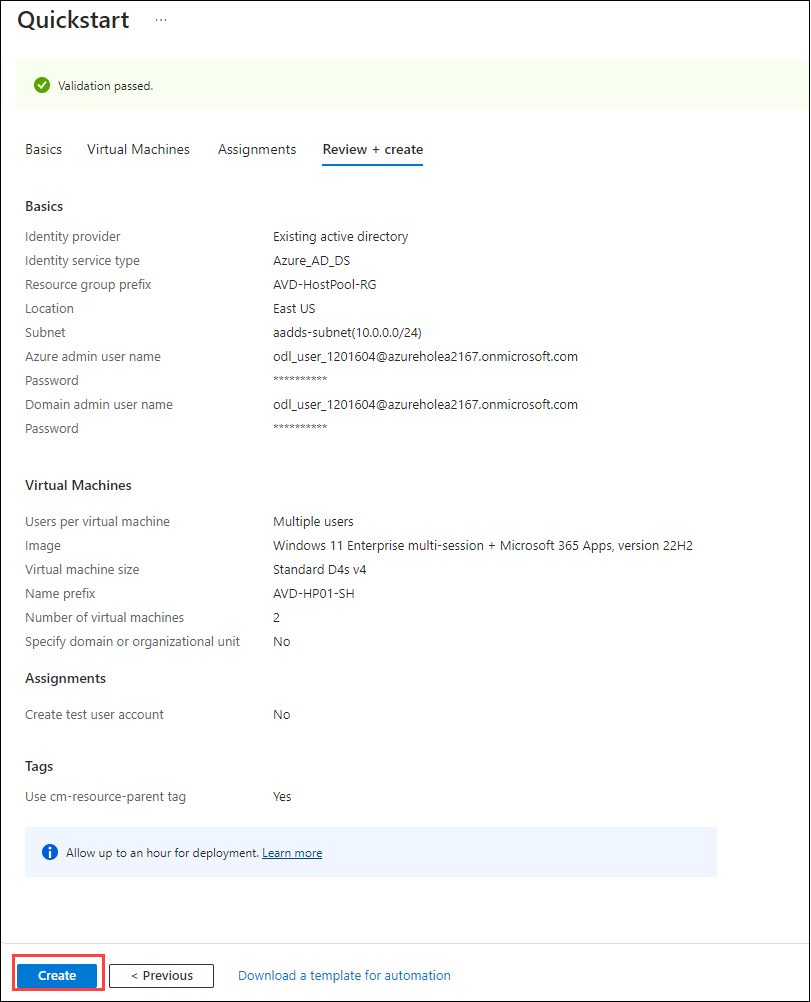 Quickstart ...
Validation passed.
Basics Virtual Machines Assignments Review + create
Basics
Identity provider Existing active directory
Identity service type Azure_AD_DS
Resource group prefix AVD-HostPool-RG
Location East US
Subnet aadds-subnet(10.0.0.0/24)
Azure admin user name odl_user_1201604@azureholea2167.onmicrosoft.com
Password **********
Domain admin user name odl_user_1201604@azureholea2167.onmicrosoft.com
Password **********
Virtual Machines
Users per virtual machine Multiple users
Image Windows 11 Enterprise multi-session + Microsoft 365 Apps, version 22H2
Virtual machine size Standard D4s v4
Name prefix AVD-HP01-SH
Number of virtual machines 2
Specify domain or organizational unit No
Assignments
Create test user account No
Tags
Use cm-resource-parent tag Yes
Allow up to an hour for deployment. Learn more
Create < Previous Download a template for automation